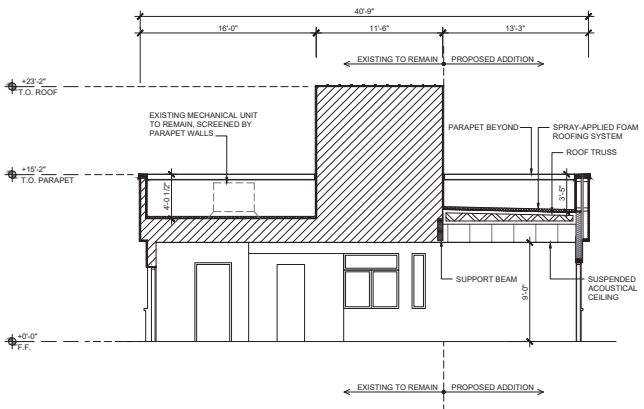 40'-9"
16'-0"
11'-6"
13'-3"
EXISTING TO REMAIN
PROPOSED ADDITION
+23'-2"
T.O. ROOF
EXISTING MECHANICAL UNIT
TO REMAIN, SCREENED BY
PARAPET WALLS
PARAPET BEYOND
SPRAY-APPLIED FOAM
ROOFING SYSTEM
ROOF TRUSS
+15'-2"
T.O. PARAPET
4'-0 1/2"
3'-5"
SUPPORT BEAM
SUSPENDED
ACOUSTICAL
CEILING
9'-0"
+0'-0"
F.F.
EXISTING TO REMAIN
PROPOSED ADDITION